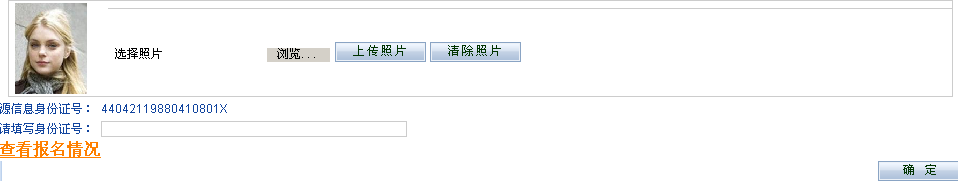 选择照片 浏览... 上传照片 清除照片
源信息身份证号： 44042119880410801X
请填写身份证号：
查看报名情况
确 定